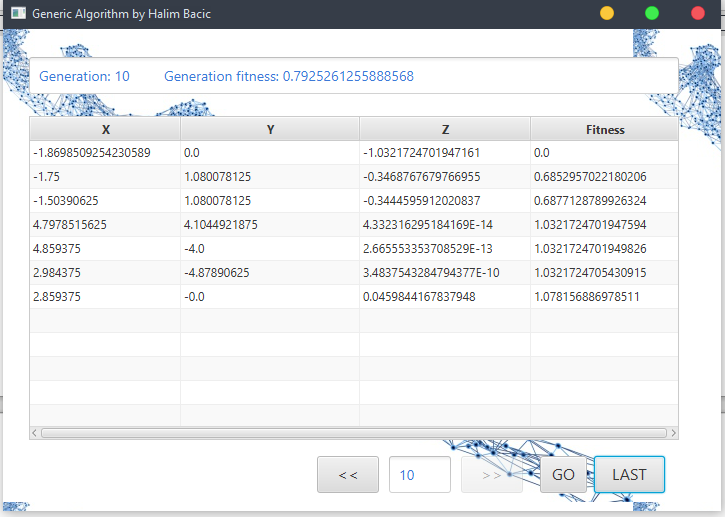 Generic Algorithm by Halim Bacic
Generation: 10 Generation fitness: 0.7925261255888568
X Y Z Fitness
-1.8698509254230589 0.0 -1.0321724701947161 0.0
-1.75 1.080078125 -0.3468767679766955 0.6852957022180206
-1.50390625 1.080078125 -0.3444595912020837 0.6877128789926324
4.7978515625 4.1044921875 4.332316295184169E-14 1.0321724701947594
4.859375 -4.0 2.665553353708529E-13 1.0321724701949826
2.984375 -4.87890625 3.4837543284794377E-10 1.0321724705430915
2.859375 -0.0 0.0459844167837948 1.078156886978511
<< 10 >> GO LAST